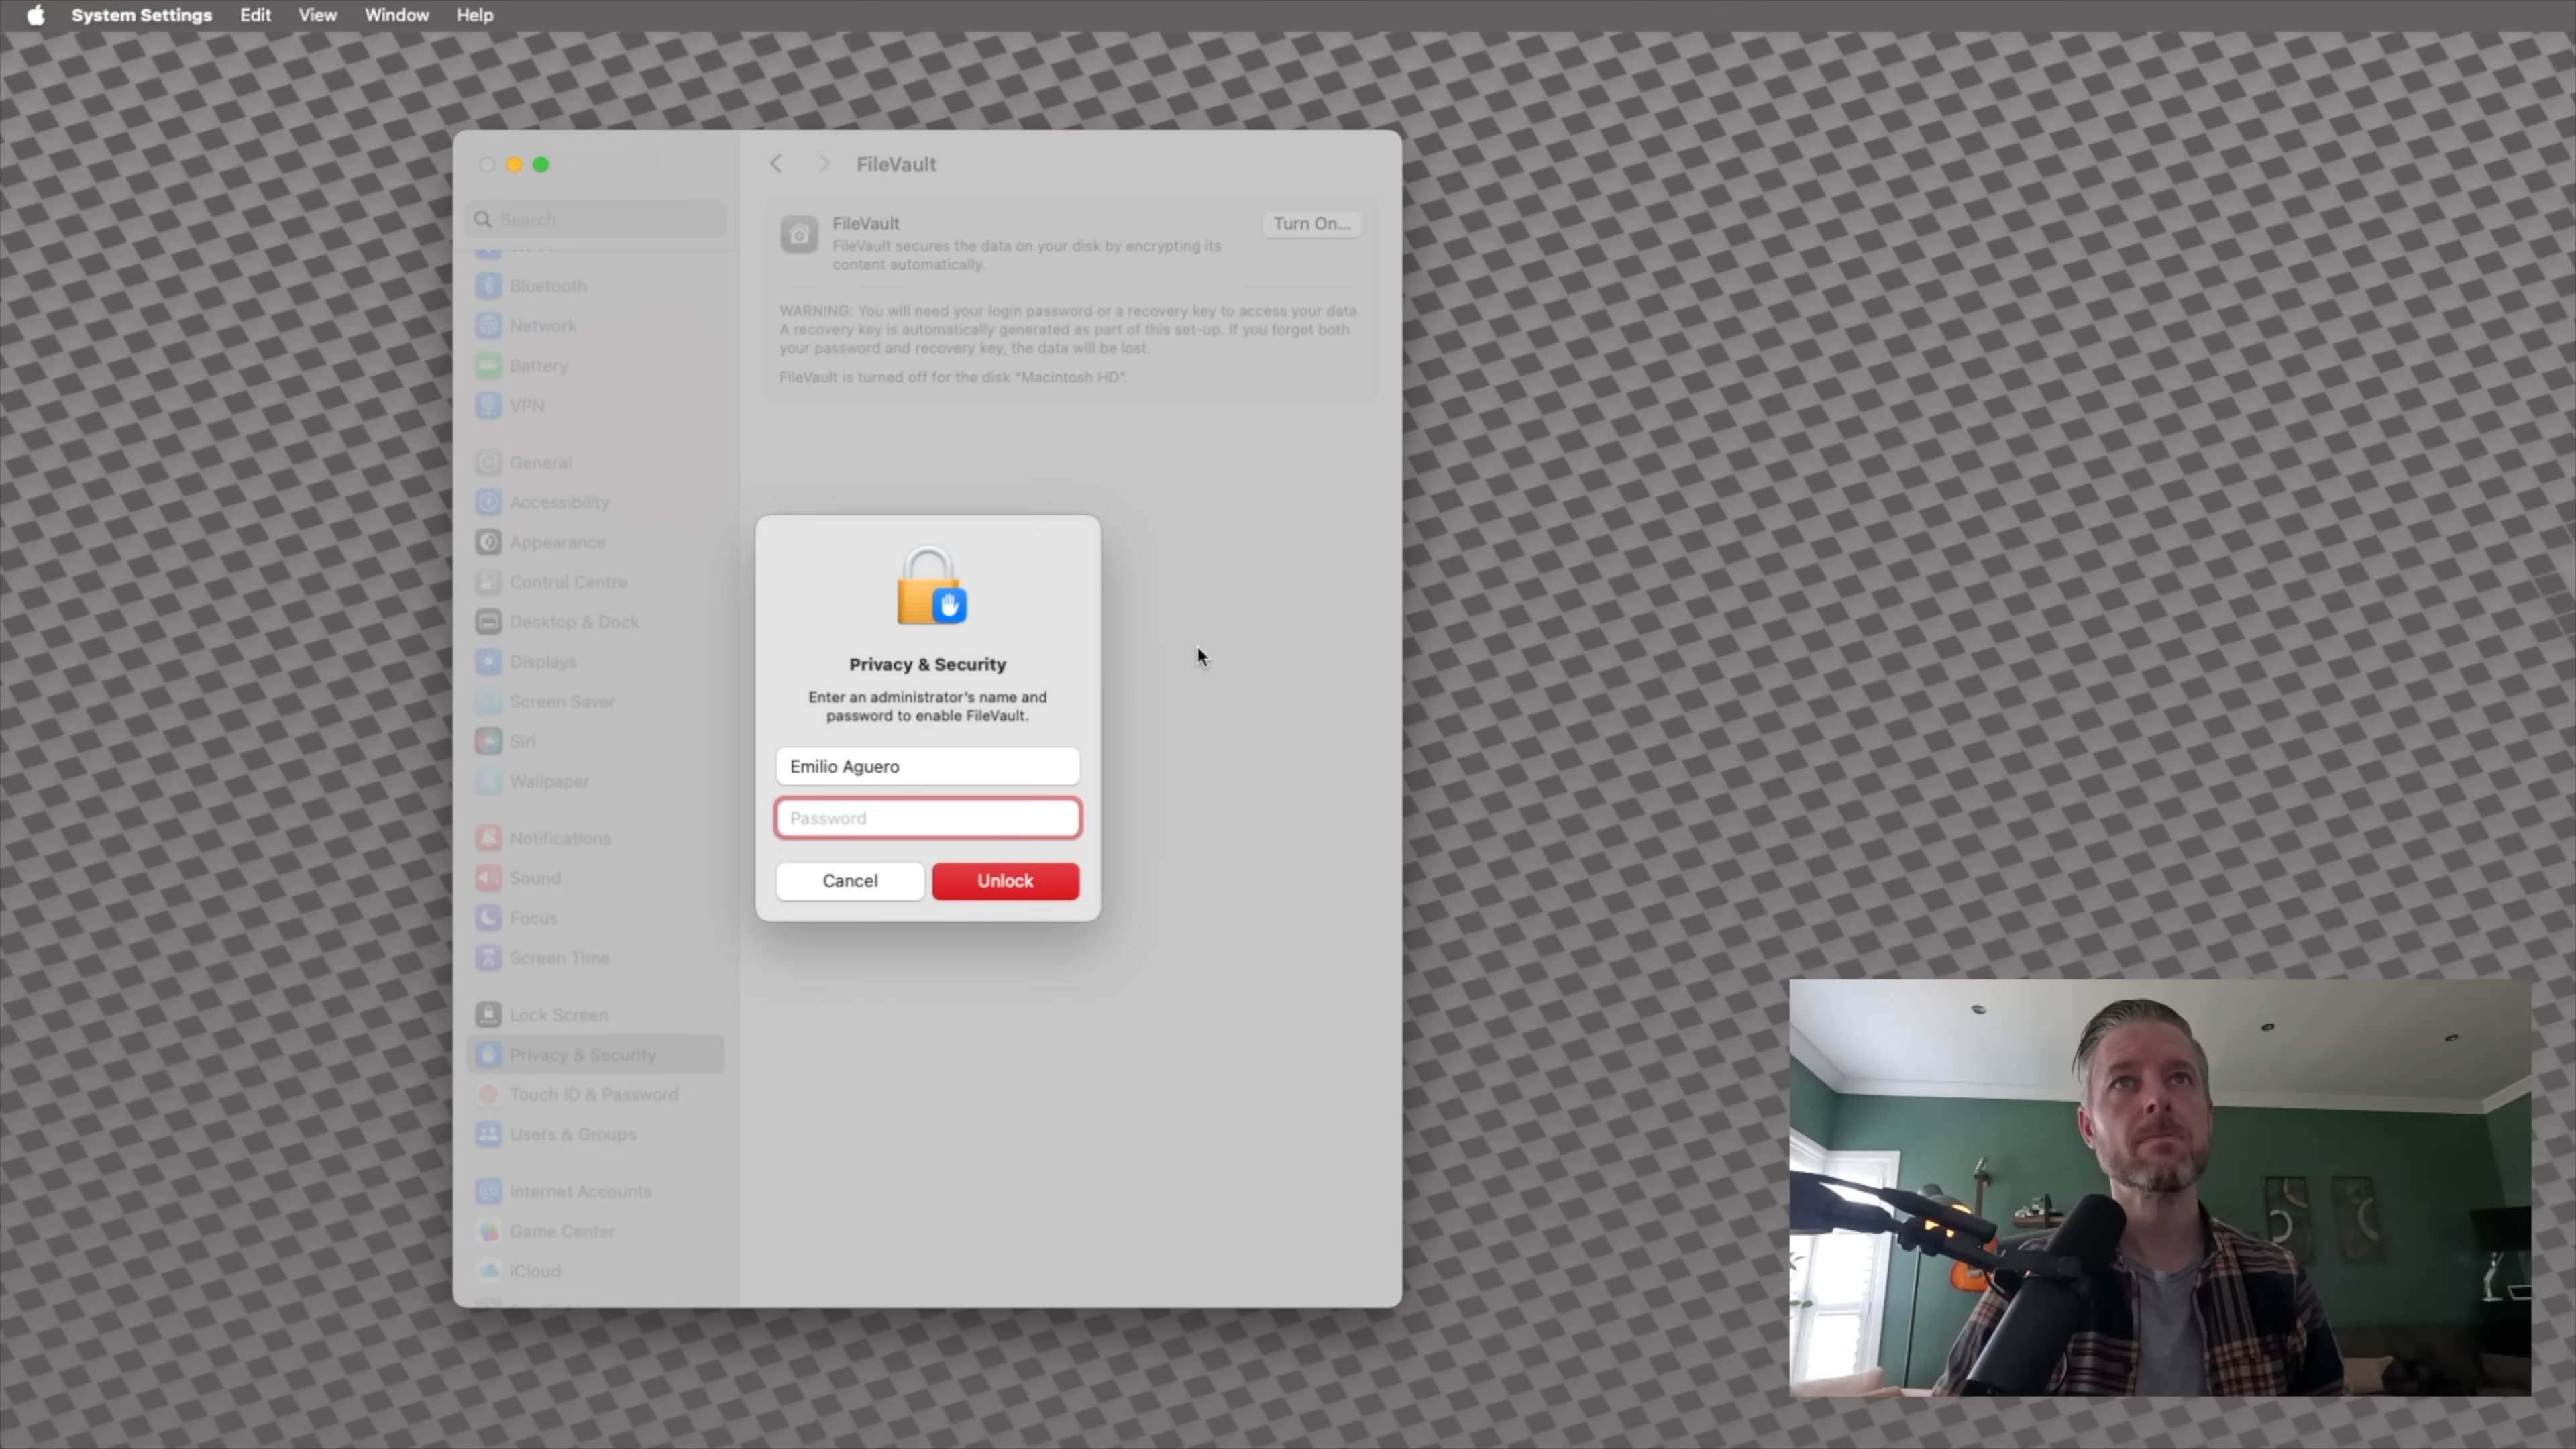 System Settings Edit View Window Help
FileVault
Search
FileVault
Turn On...
FileVault secures the data on your disk by encrypting its
content automatically.
WARNING: You will need your login password or a recovery key to access your data.
A recovery key is automatically generated as part of this set-up. If you forget both
your password and recovery key, the data will be lost.
FileVault is turned off for the disk “Macintosh HD”.
Bluetooth
Network
Battery
VPN
General
Accessibility
Appearance
Control Centre
Desktop & Dock
Displays
Screen Saver
Siri
Wallpaper
Notifications
Sound
Focus
Screen Time
Lock Screen
Privacy & Security
Touch ID & Password
Users & Groups
Internet Accounts
Game Center
iCloud
Privacy & Security
Enter an administrator’s name and
password to enable FileVault.
Emilio Aguero
Password
Cancel
Unlock